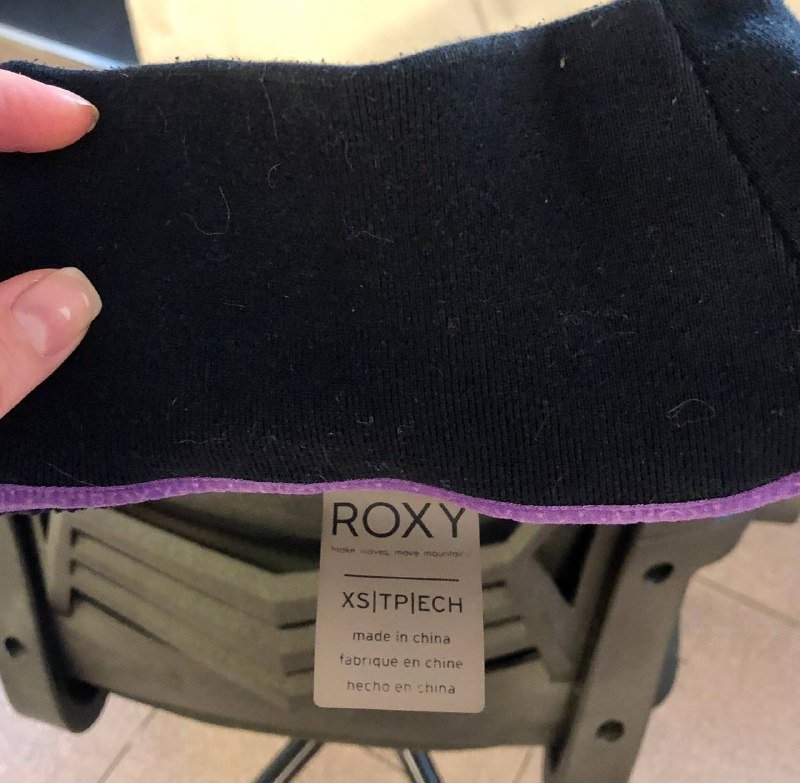 ROXY
make waves, move mountains
XS|TP|ECH
made in china
fabrique en chine
hecho en china